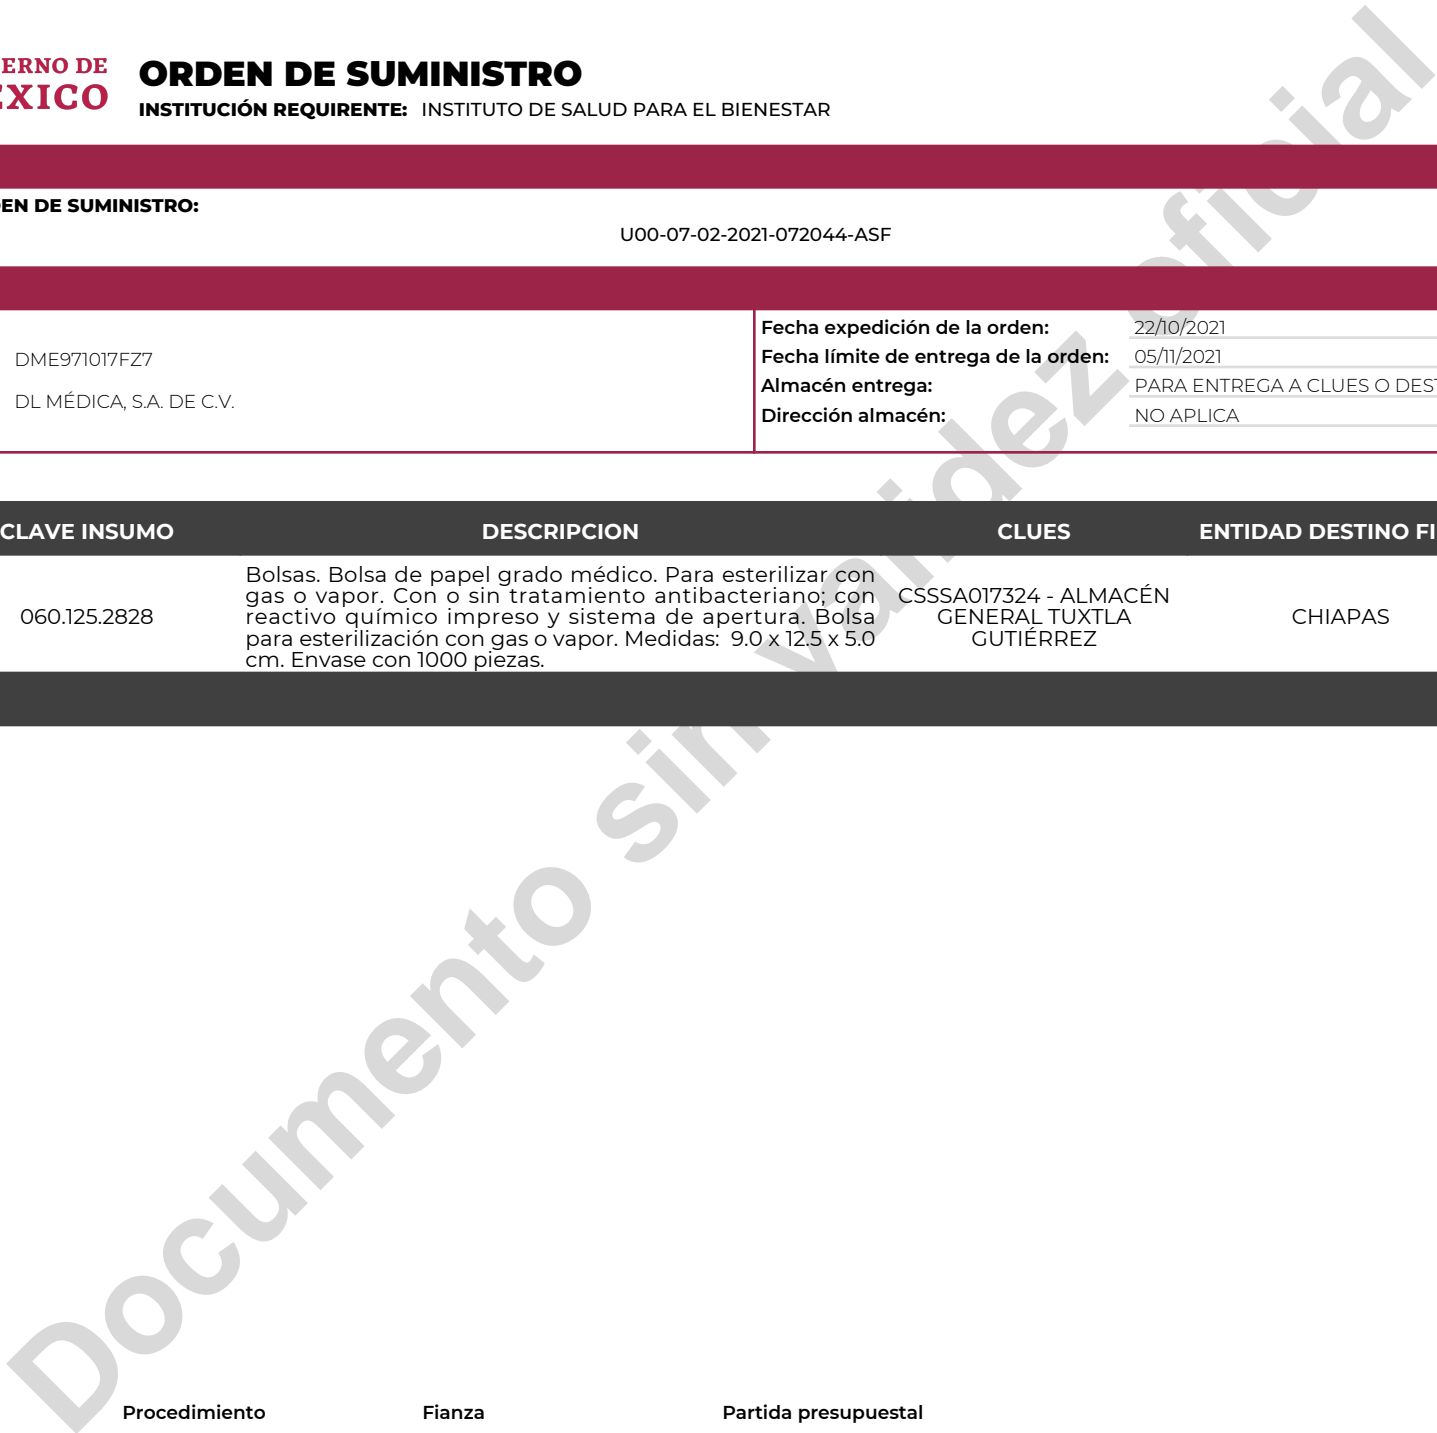 ERNO DE
EXICO
ORDEN DE SUMINISTRO
INSTITUCIÓN REQUIRENTE: INSTITUTO DE SALUD PARA EL BIENESTAR
EN DE SUMINISTRO:
U00-07-02-2021-072044-ASF
DME971017FZ7
DL MÉDICA, S.A. DE C.V.
Fecha expedición de la orden: 22/10/2021
Fecha límite de entrega de la orden: 05/11/2021
Almacén entrega: PARA ENTREGA A CLUES O DEST
Dirección almacén: NO APLICA
CLAVE INSUMO DESCRIPCION CLUES ENTIDAD DESTINO FI
060.125.2828
Bolsas. Bolsa de papel grado médico. Para esterilizar con
gas o vapor. Con o sin tratamiento antibacteriano; con
reactivo químico impreso y sistema de apertura. Bolsa
para esterilización con gas o vapor. Medidas: 9.0 x 12.5 x 5.0
cm. Envase con 1000 piezas.
CSSSA017324 - ALMACÉN
GENERAL TUXTLA
GUTIÉRREZ
CHIAPAS
Documento sin validez oficial
Procedimiento Fianza Partida presupuestal